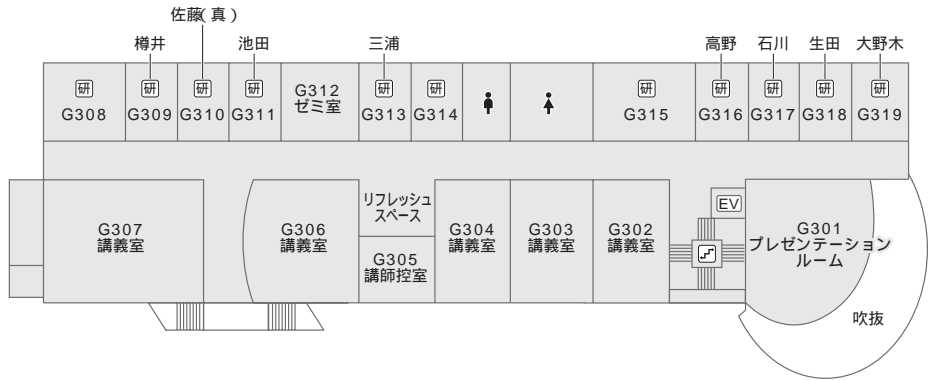 佐藤(真)
樽井
池田
三浦
高野
石川
生田
大野木
研
研
研
研
研
研
研
研
研
研
研
G308
G309
G310
G311
G312
ゼミ室
G313
G314
G315
G316
G317
G318
G319
G307
講義室
G306
講義室
リフレッシュ
スペース
G305
講師控室
G304
講義室
G303
講義室
G302
講義室
EV
G301
プレゼンテーション
ルーム
吹抜